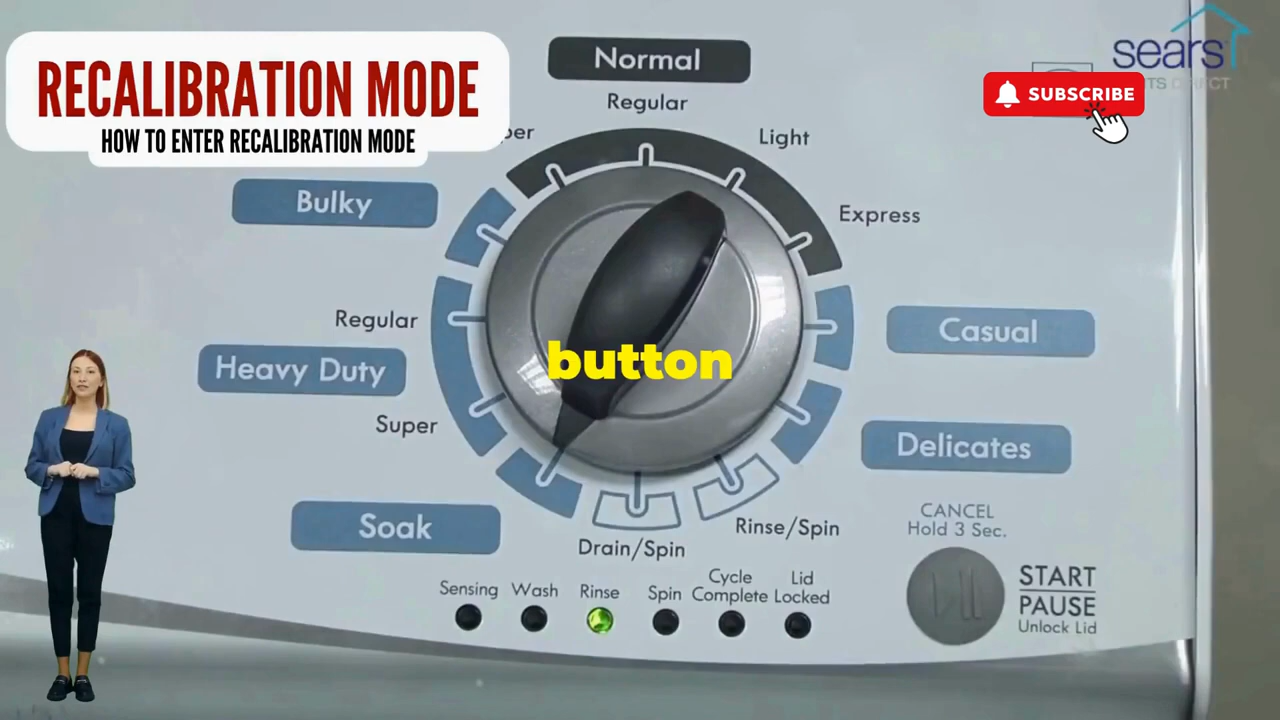 RECALIBRATION MODE
HOW TO ENTER RECALIBRATION MODE
sears
DIRECT
SUBSCRIBE
Normal
Regular
Light
Express
Bulky
Regular
Heavy Duty
Super
Casual
Delicates
button
Soak
Drain/Spin
Rinse/Spin
CANCEL
Hold 3 Sec.
Sensing
Wash
Rinse
Spin
Cycle
Complete
Lid
Locked
START
PAUSE
Unlock Lid